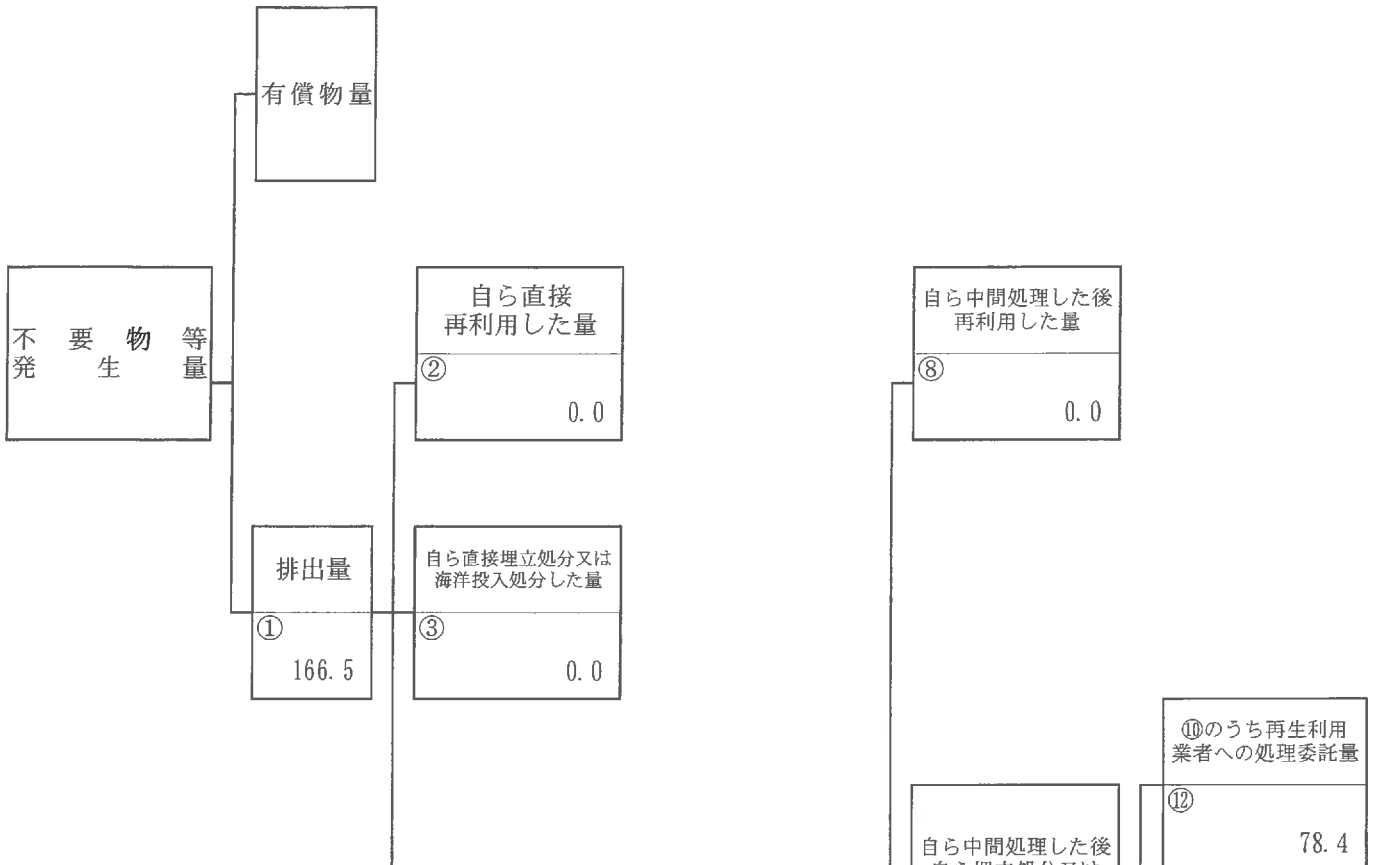 有償物量
不要物等
発生量
自ら直接
再利用した量
②
0.0
自ら中間処理した後
再利用した量
⑧
0.0
排出量
①
166.5
自ら直接埋立処分又は
海洋投入処分した量
③
0.0
⑩のうち再生利用
業者への処理委託量
⑫
78.4
自ら中間処理した後